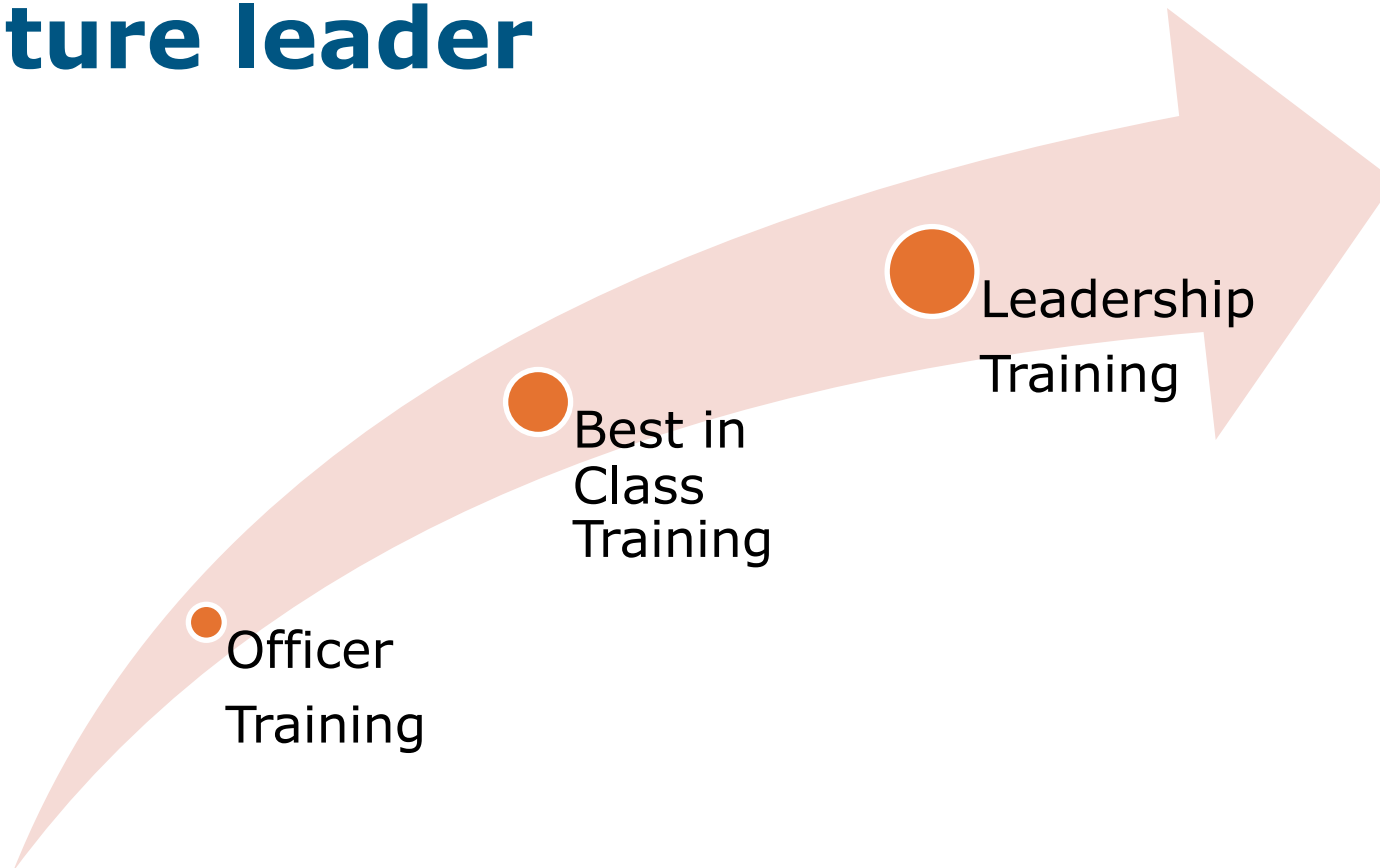 ture leader
Leadership
Training
Best in
Class
Training
Officer
Training